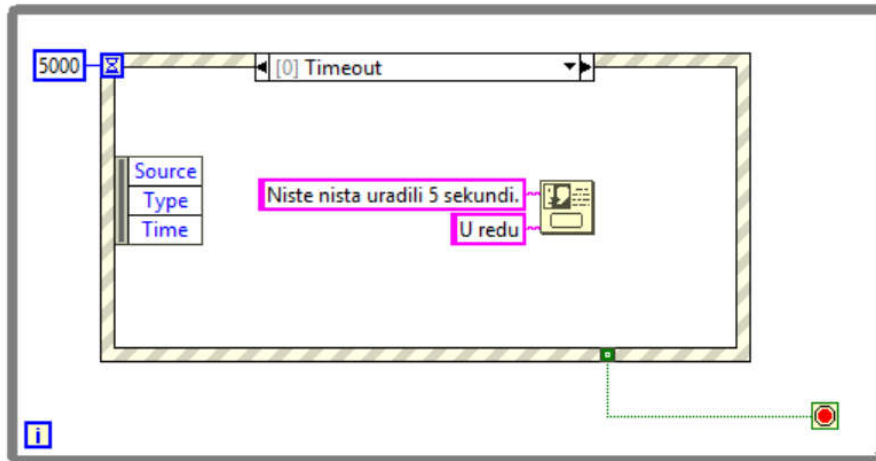 5000
[0] Timeout
Source
Type
Time
Niste nista uradili 5 sekundi.
U redu
i